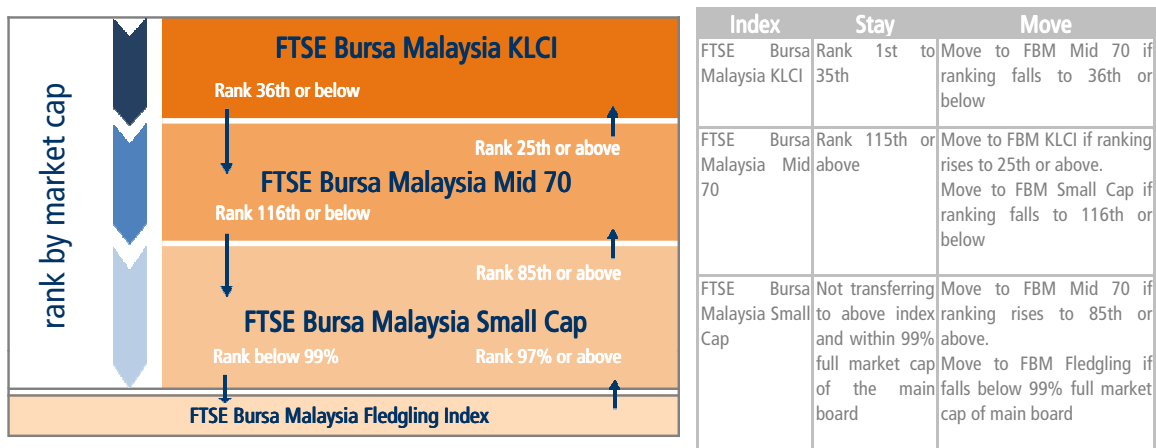 rank by market cap
FTSE Bursa Malaysia KLCI
Rank 36th or below
Rank 25th or above
FTSE Bursa Malaysia Mid 70
Rank 116th or below
Rank 85th or above
FTSE Bursa Malaysia Small Cap
Rank below 99%
Rank 97% or above
FTSE Bursa Malaysia Fledgling Index
Index Stay Move
FTSE Bursa
Malaysia KLCI
Rank 1st to
35th
Move to FBM Mid 70 if
ranking falls to 36th or
below
FTSE Bursa
Malaysia Mid
70
Rank 115th or
above
Move to FBM KLCI if ranking
rises to 25th or above.
Move to FBM Small Cap if
ranking falls to 116th or
below
FTSE Bursa
Malaysia Small
Cap
Not transferring
to above index
and within 99%
full market cap
of the main
board
Move to FBM Mid 70 if
ranking rises to 85th or
above.
Move to FBM Fledgling if
falls below 99% full market
cap of main board